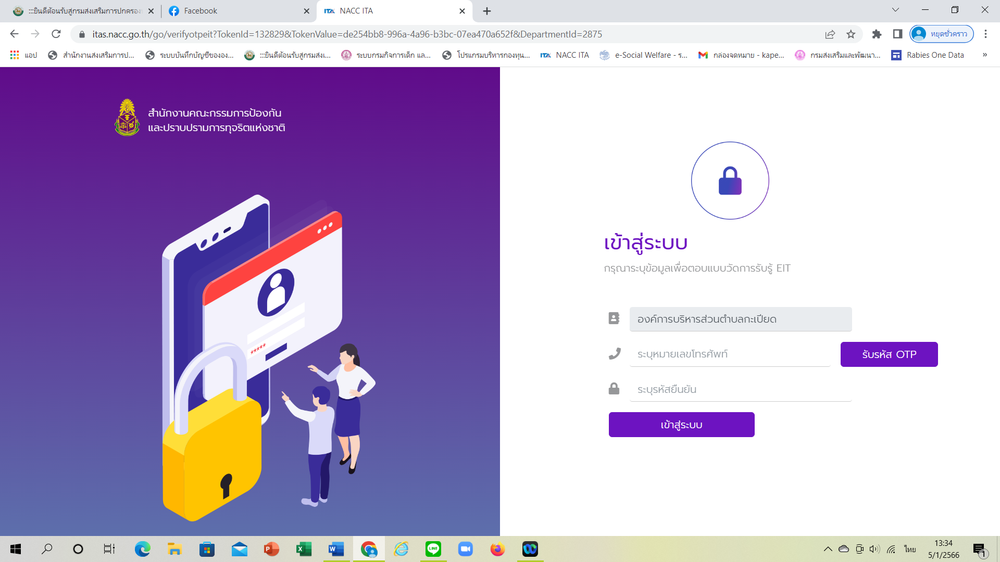 :::ยินดีต้อนรับสู่กรมส่งเสริมการปกครอง
Facebook
NACC ITA
itas.nacc.go.th/go/verifyotpeit?TokenId=132829&TokenValue=de254bb8-996a-4a96-b3bc-07ea470a652f&DepartmentId=2875
หยุดชั่วคราว
แอป
สำนักงานส่งเสริมการป...
ระบบบันทึกบัญชีขององ...
:::ยินดีต้อนรับสู่กรมส่งเ...
ระบบกรมกิจการเด็ก แล...
โปรแกรมบริหารกองทุน...
ITA NACC ITA
e-Social Welfare - ร...
กล่องจดหมาย - kape...
กรมส่งเสริมและพัฒนา...
Rabies One Data
»
สำนักงานคณะกรรมการป้องกัน
และปราบปรามการทุจริตแห่งชาติ
*****
เข้าสู่ระบบ
กรุณาระบุข้อมูลเพื่อตอบแบบวัดการรับรู้ EIT
องค์การบริหารส่วนตำบลกะเปียด
ระบุหมายเลขโทรศัพท์
รับรหัส OTP
ระบุรหัสยืนยัน
เข้าสู่ระบบ
LINE
ไทย
13:34
5/1/2566
1